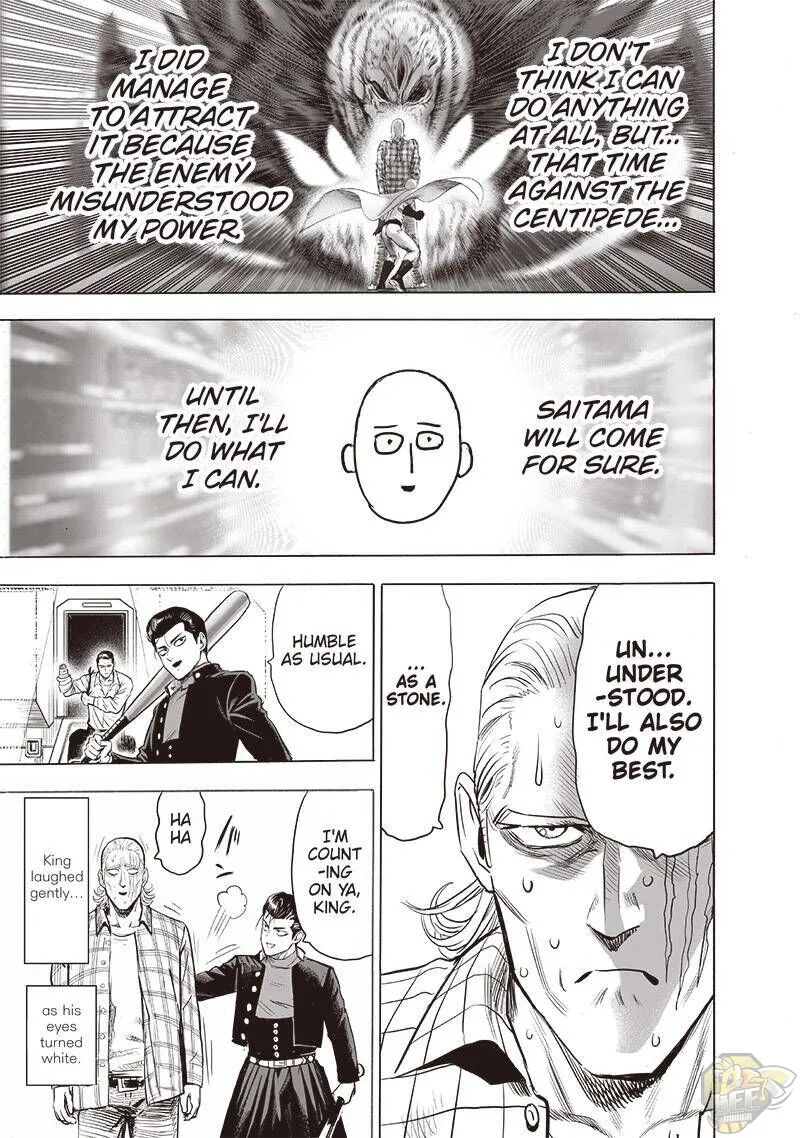 I DON'T
THINK I CAN
DO ANYTHING
AT ALL, BUT...
THAT TIME
AGAINST THE
CENTIPEDE...
I DID
MANAGE
TO ATTRACT
IT BECAUSE
THE ENEMY
MISUNDERSTOOD
MY POWER.
SAITAMA
WILL COME
FOR SURE.
UNTIL
THEN, I'LL
DO WHAT
I CAN.
UN...
UNDER
-STOOD.
I'LL ALSO
DO MY
BEST.
...
AS A
STONE.
HUMBLE
AS USUAL.
I'M
COUNT
-ING
ON YA,
KING.
HA
HA
King
laughed
gently...
as his
eyes
turned
white.
MANGA